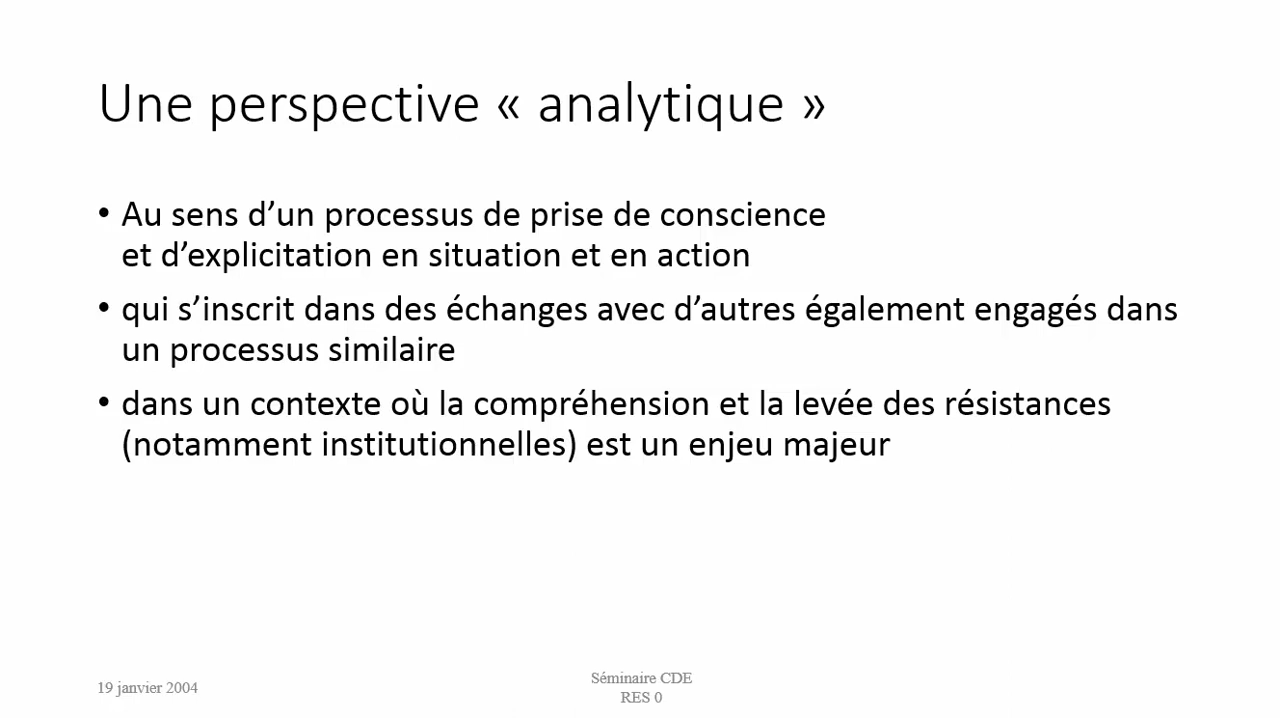 Une perspective « analytique »
• Au sens d’un processus de prise de conscience
et d’explicitation en situation et en action
• qui s’inscrit dans des échanges avec d’autres également engagés dans
un processus similaire
• dans un contexte où la compréhension et la levée des résistances
(notamment institutionnelles) est un enjeu majeur
19 janvier 2004
Séminaire CDE
RES 0